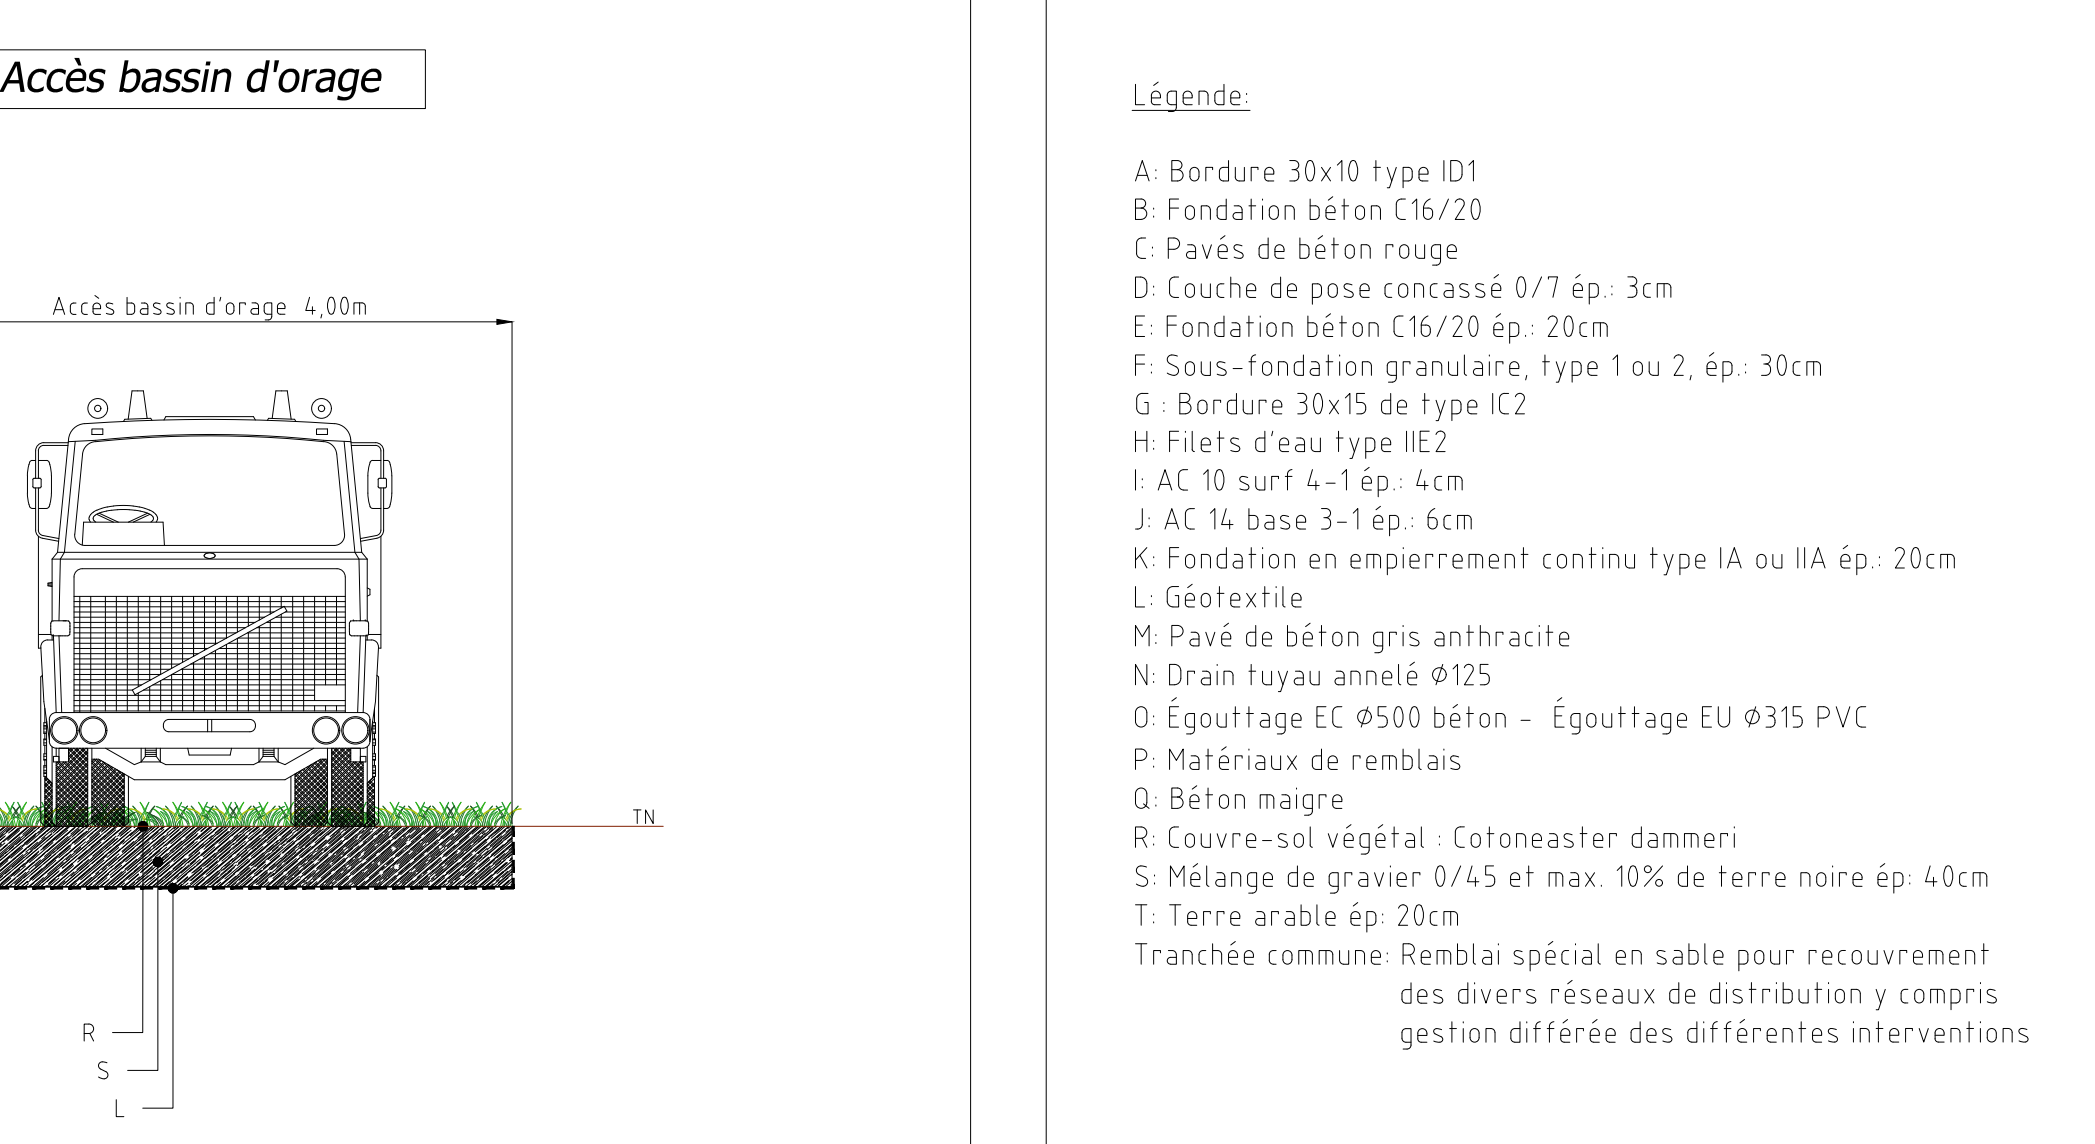 Accès bassin d'orage
Accès bassin d'orage 4,00m
TN
R
S
L
Légende:
A: Bordure 30x10 type ID1
B: Fondation béton C16/20
C: Pavés de béton rouge
D: Couche de pose concassé 0/7 ép.: 3cm
E: Fondation béton C16/20 ép.: 20cm
F: Sous-fondation granulaire, type 1 ou 2, ép.: 30cm
G : Bordure 30x15 de type IC2
H: Filets d'eau type IIE2
I: AC 10 surf 4-1 ép.: 4cm
J: AC 14 base 3-1 ép.: 6cm
K: Fondation en empierrement continu type IA ou IIA ép.: 20cm
L: Géotextile
M: Pavé de béton gris anthracite
N: Drain tuyau annelé Ø125
O: Égouttage EC Ø500 béton - Égouttage EU Ø315 PVC
P: Matériaux de remblais
Q: Béton maigre
R: Couvre-sol végétal : Cotoneaster dammeri
S: Mélange de gravier 0/45 et max. 10% de terre noire ép: 40cm
T: Terre arable ép: 20cm
Tranchée commune: Remblai spécial en sable pour recouvrement
des divers réseaux de distribution y compris
gestion différée des différentes interventions